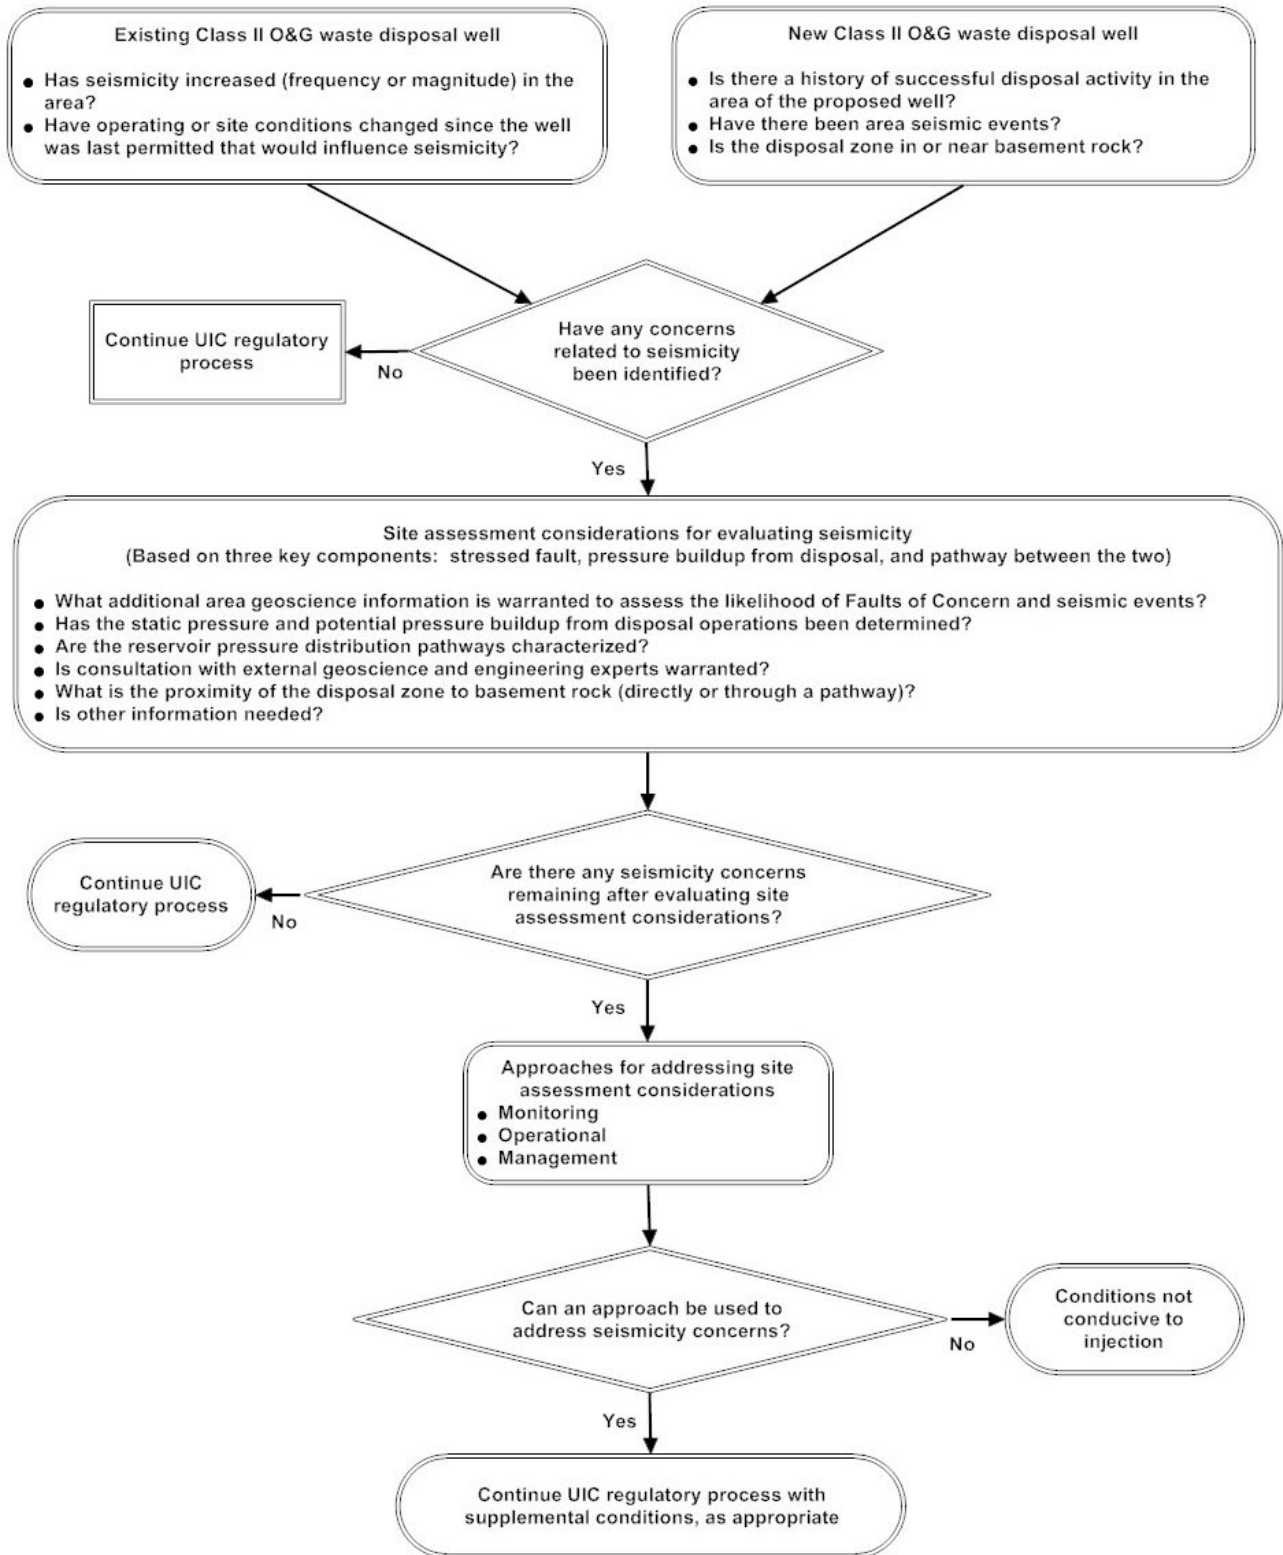 Existing Class II O&G waste disposal well
● Has seismicity increased (frequency or magnitude) in the
area?
● Have operating or site conditions changed since the well
was last permitted that would influence seismicity?
New Class II O&G waste disposal well
● Is there a history of successful disposal activity in the
area of the proposed well?
● Have there been area seismic events?
● Is the disposal zone in or near basement rock?
Have any concerns
related to seismicity
been identified?
No
Continue UIC regulatory
process
Yes
Site assessment considerations for evaluating seismicity
(Based on three key components: stressed fault, pressure buildup from disposal, and pathway between the two)
● What additional area geoscience information is warranted to assess the likelihood of Faults of Concern and seismic events?
● Has the static pressure and potential pressure buildup from disposal operations been determined?
● Are the reservoir pressure distribution pathways characterized?
● Is consultation with external geoscience and engineering experts warranted?
● What is the proximity of the disposal zone to basement rock (directly or through a pathway)?
● Is other information needed?
Are there any seismicity concerns
remaining after evaluating site
assessment considerations?
No
Continue UIC
regulatory process
Yes
Approaches for addressing site
assessment considerations
● Monitoring
● Operational
● Management
Can an approach be used to
address seismicity concerns?
No
Conditions not
conducive to
injection
Yes
Continue UIC regulatory process with
supplemental conditions, as appropriate